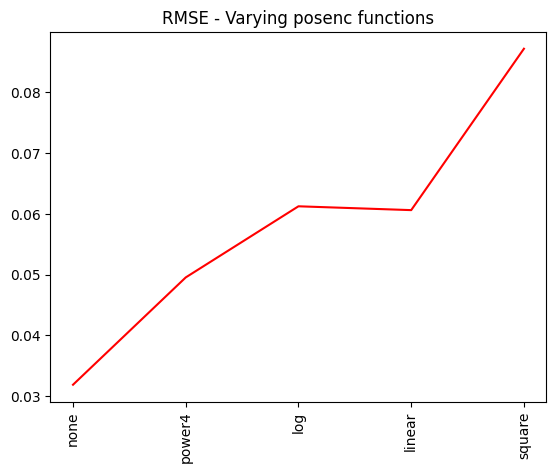 RMSE - Varying posenc functions
0.08
0.07
0.06
0.05
0.04
0.03
none
power4
log
linear
square